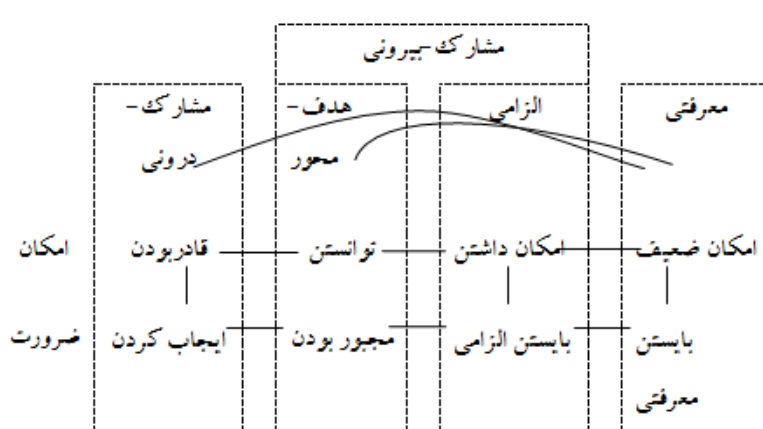 مشارک-بیرونی
معرفتی الزامی هدف- مشارک-
محور درونی
امکان ضعیف امکان داشتن توانستن قادربودن امکان
بایستن بایستن الزامی مجبور بودن ایجاب کردن ضرورت
معرفتی